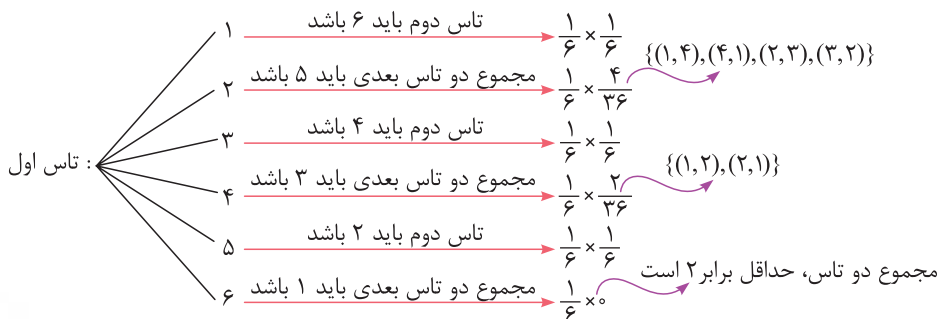 تاس اول :
۱ تاس دوم باید ۶ باشد ۱/۶ × ۱/۶
۲ مجموع دو تاس بعدی باید ۵ باشد ۱/۶ × ۴/۳۶ {(۱,۴),(۴,۱),(۲,۳),(۳,۲)}
۳ تاس دوم باید ۴ باشد ۱/۶ × ۱/۶
۴ مجموع دو تاس بعدی باید ۳ باشد ۱/۶ × ۲/۳۶ {(۱,۲),(۲,۱)}
۵ تاس دوم باید ۲ باشد ۱/۶ × ۱/۶
۶ مجموع دو تاس بعدی باید ۱ باشد ۱/۶ × ۰ مجموع دو تاس، حداقل برابر۲ است